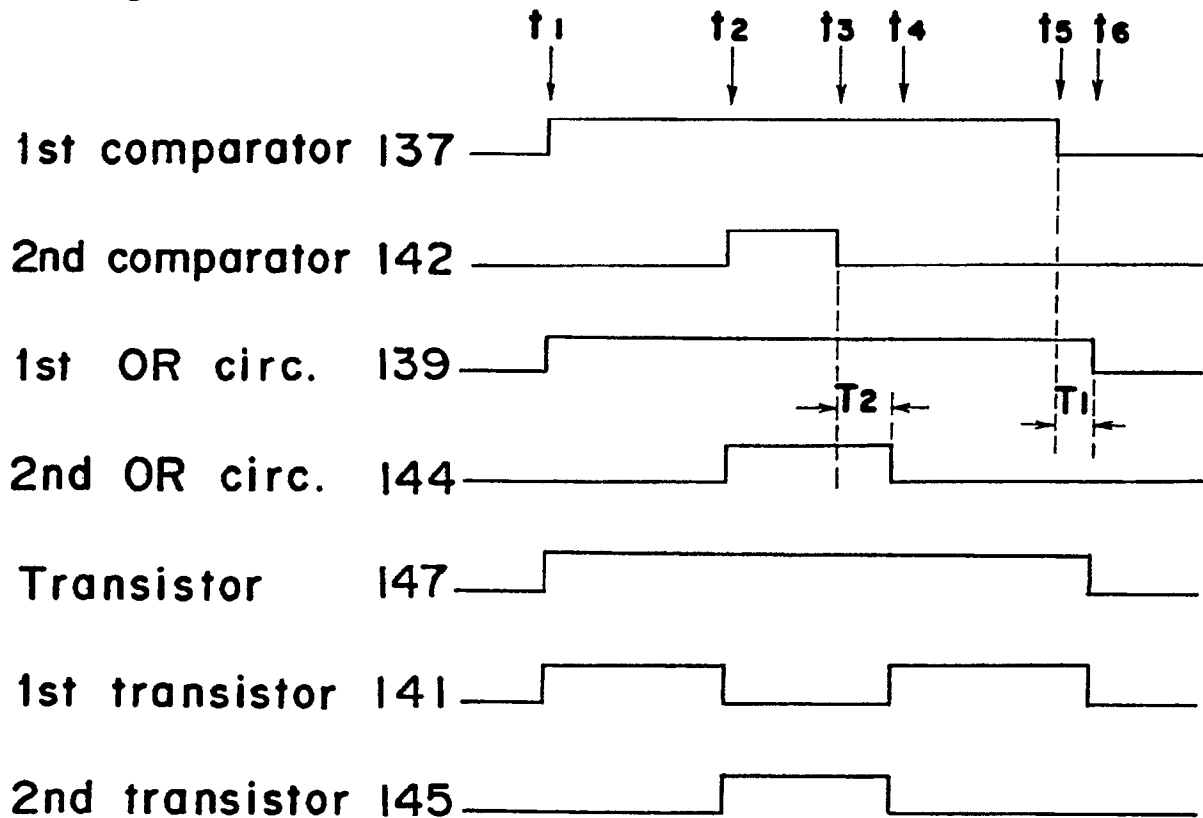 t1 t2 t3 t4 t5 t6
1st comparator 137
2nd comparator 142
1st OR circ. 139
T2 T1
2nd OR circ. 144
Transistor 147
1st transistor 141
2nd transistor 145